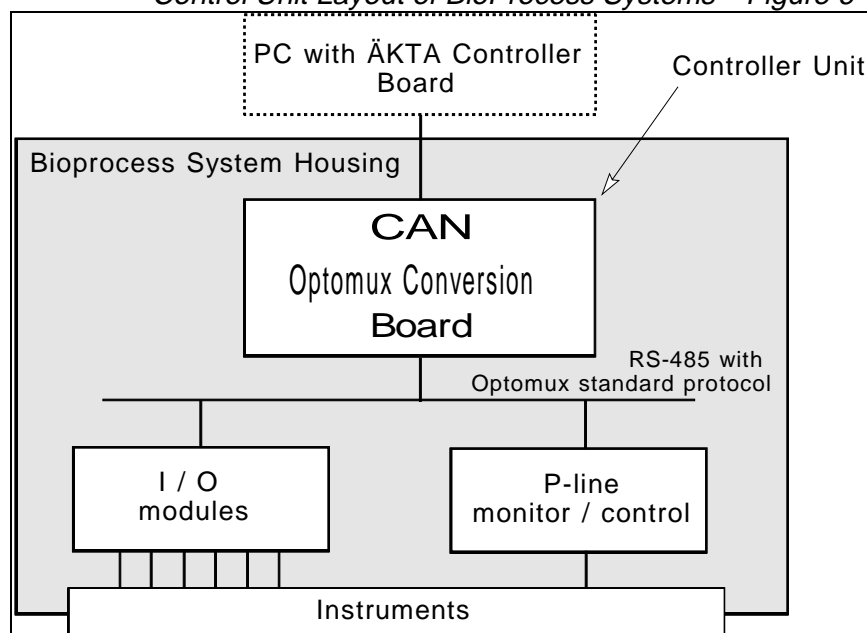 Control Unit Layout of BioProcess Systems – Figure
PC with ÄKTA Controller
Board
Controller Unit
Bioprocess System Housing
CAN
Optomux Conversion
Board
RS-485 with
Optomux standard protocol
I / O
modules
P-line
monitor / control
Instruments